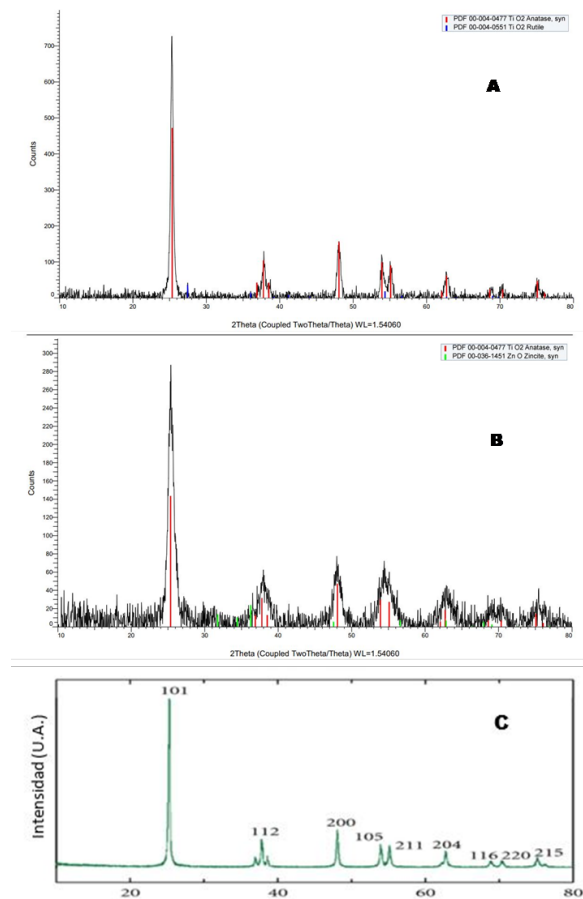 PDF 00-004-0477 Ti O2 Anatase, syn
PDF 00-004-0551 Ti O2 Rutile
A
Counts
700
600
500
400
300
200
100
0
10 20 30 40 50 60 70 80
2Theta (Coupled TwoTheta/Theta) WL=1.54060
PDF 00-004-0477 Ti O2 Anatase, syn
PDF 00-036-1451 Zn O Zincite, syn
B
Counts
300
280
260
240
220
200
180
160
140
120
100
80
60
40
20
0
10 20 30 40 50 60 70 80
2Theta (Coupled TwoTheta/Theta) WL=1.54060
C
Intensidad (U.A.)
101
112
200
105
211
204
116
220
215
20 40 60 80